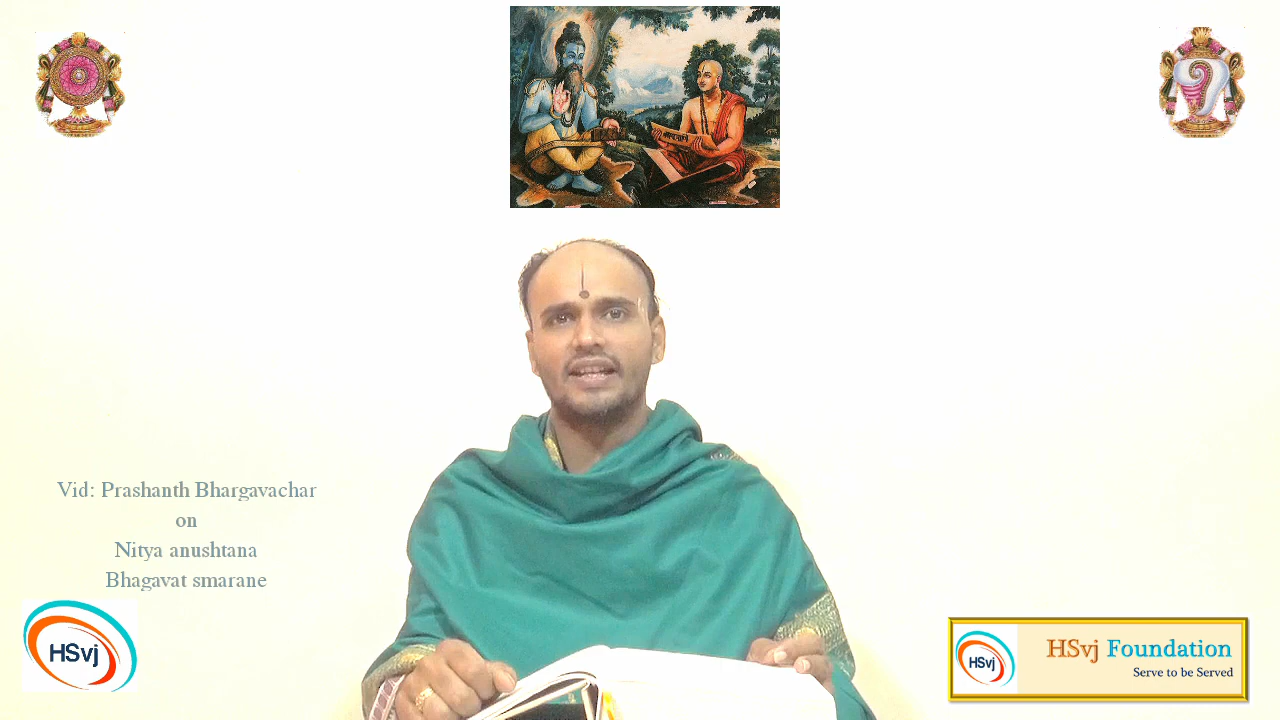 Vid: Prashanth Bhargavachar
on
Nitya anushtana
Bhagavat smarane
HSvj
HSvj
HSvj Foundation
Serve to be Served